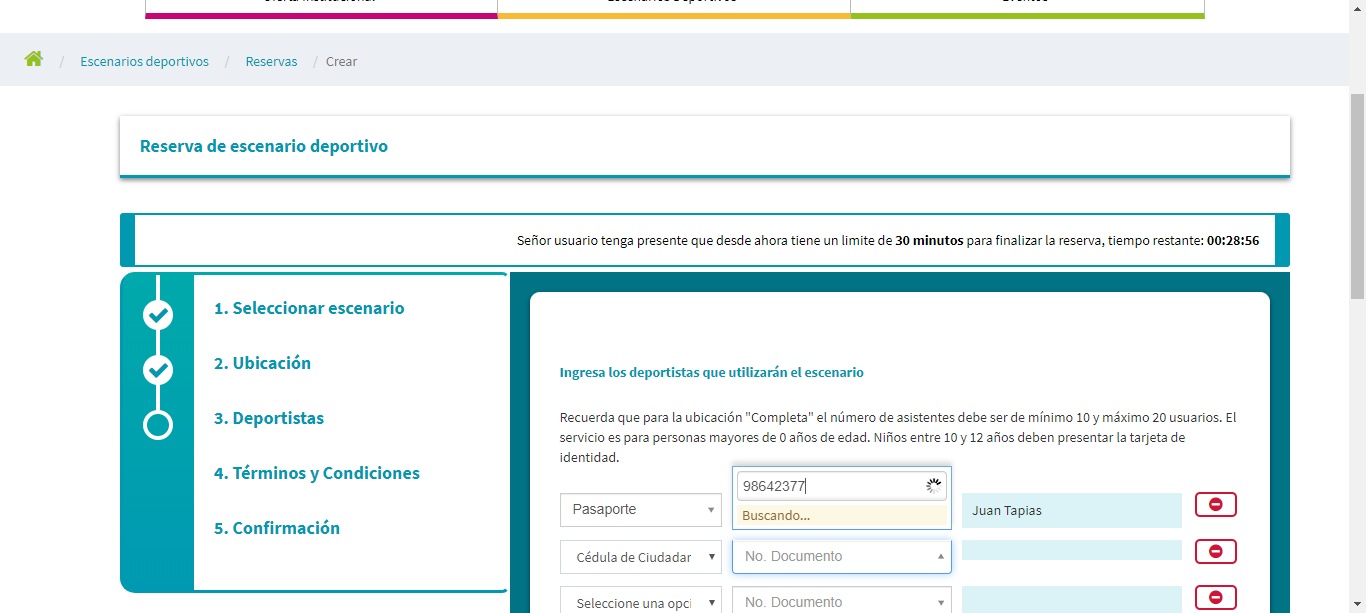 Oferta Institucional
Escenarios Deportivos
Eventos
/ Escenarios deportivos / Reservas / Crear
Reserva de escenario deportivo
Señor usuario tenga presente que desde ahora tiene un limite de 30 minutos para finalizar la reserva, tiempo restante: 00:28:56
1. Seleccionar escenario
2. Ubicación
3. Deportistas
4. Términos y Condiciones
5. Confirmación
Ingresa los deportistas que utilizarán el escenario
Recuerda que para la ubicación "Completa" el número de asistentes debe ser de mínimo 10 y máximo 20 usuarios. El
servicio es para personas mayores de 0 años de edad. Niños entre 10 y 12 años deben presentar la tarjeta de
identidad.
98642377
Buscando...
Pasaporte
Juan Tapias
Cédula de Ciudadar
No. Documento
Seleccione una opci
No. Documento